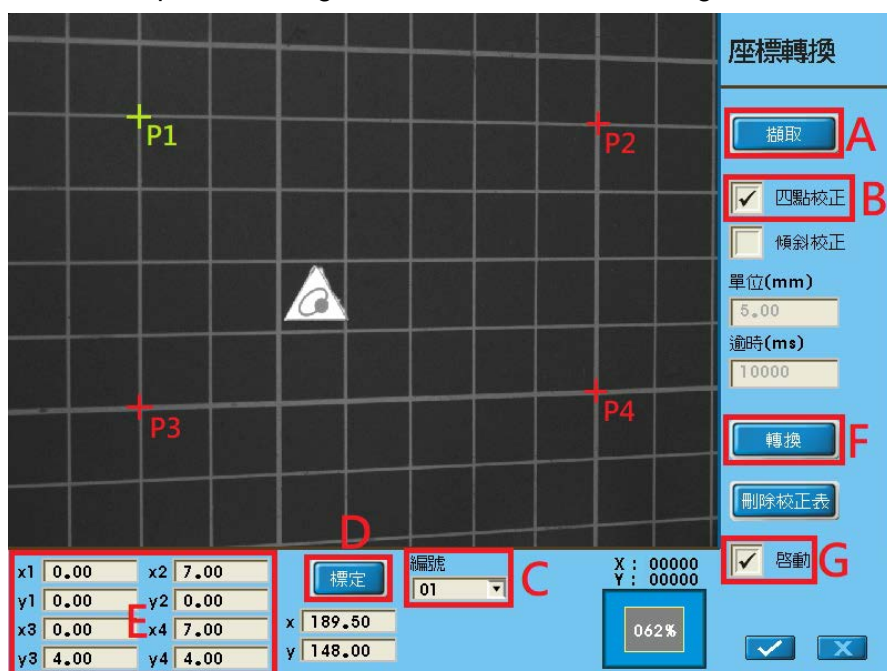 座標轉換
P1
P2
擷取 A
四點校正 B
傾斜校正
單位(mm)
5.00
逾時(ms)
10000
P3
P4
轉換 F
刪除校正表
D
x1 0.00 x2 7.00
y1 0.00 y2 0.00
x3 0.00 E x4 7.00
y3 4.00 y4 4.00
標定
編號
01 C
x 189.50
y 148.00
X : 00000
Y : 00000
062%
啓動 G